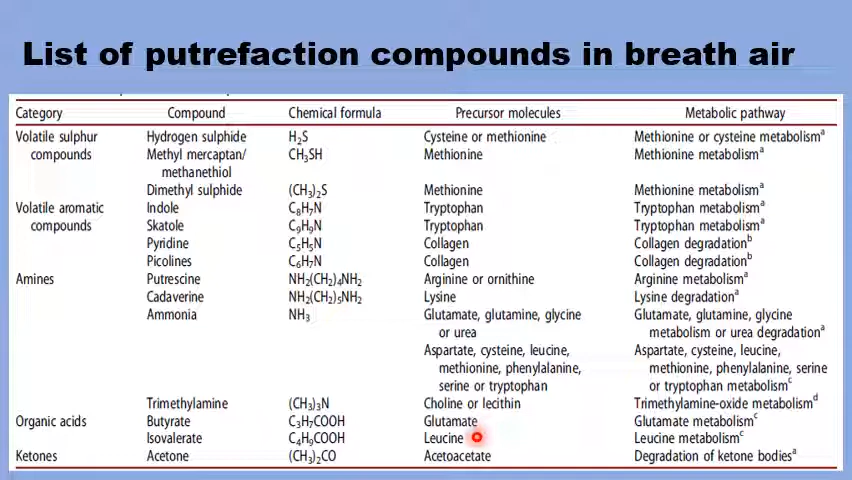 List of putrefaction compounds in breath air
Category Compound Chemical formula Precursor molecules Metabolic pathway
Volatile sulphur Hydrogen sulphide H₂S Cysteine or methionine Methionine or cysteine metabolismᵃ
compounds Methyl mercaptan/ CH₃SH Methionine Methionine metabolismᵃ
methanethiol
Dimethyl sulphide (CH₃)₂S Methionine Methionine metabolismᵃ
Volatile aromatic Indole C₈H₇N Tryptophan Tryptophan metabolismᵃ
compounds Skatole C₉H₉N Tryptophan Tryptophan metabolismᵃ
Pyridine C₅H₅N Collagen Collagen degradationᵇ
Picolines C₆H₇N Collagen Collagen degradationᵇ
Amines Putrescine NH₂(CH₂)₄NH₂ Arginine or ornithine Arginine metabolismᵃ
Cadaverine NH₂(CH₂)₅NH₂ Lysine Lysine degradationᵃ
Ammonia NH₃ Glutamate, glutamine, glycine Glutamate, glutamine, glycine
or urea metabolism or urea degradationᵃ
Aspartate, cysteine, leucine, Aspartate, cysteine, leucine,
methionine, phenylalanine, methionine, phenylalanine, serine
serine or tryptophan or tryptophan metabolismᶜ
Trimethylamine (CH₃)₃N Choline or lecithin Trimethylamine-oxide metabolismᵈ
Organic acids Butyrate C₃H₇COOH Glutamate Glutamate metabolismᶜ
Isovalerate C₄H₉COOH Leucine Leucine metabolismᶜ
Ketones Acetone (CH₃)₂CO Acetoacetate Degradation of ketone bodiesᵃ